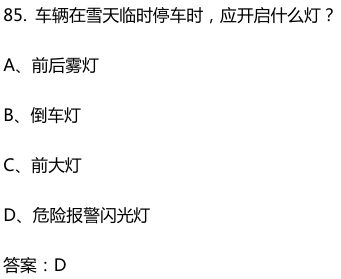 85. 车辆在雪天临时停车时，应开启什么灯？
A、前后雾灯
B、倒车灯
C、前大灯
D、危险报警闪光灯
答案：D